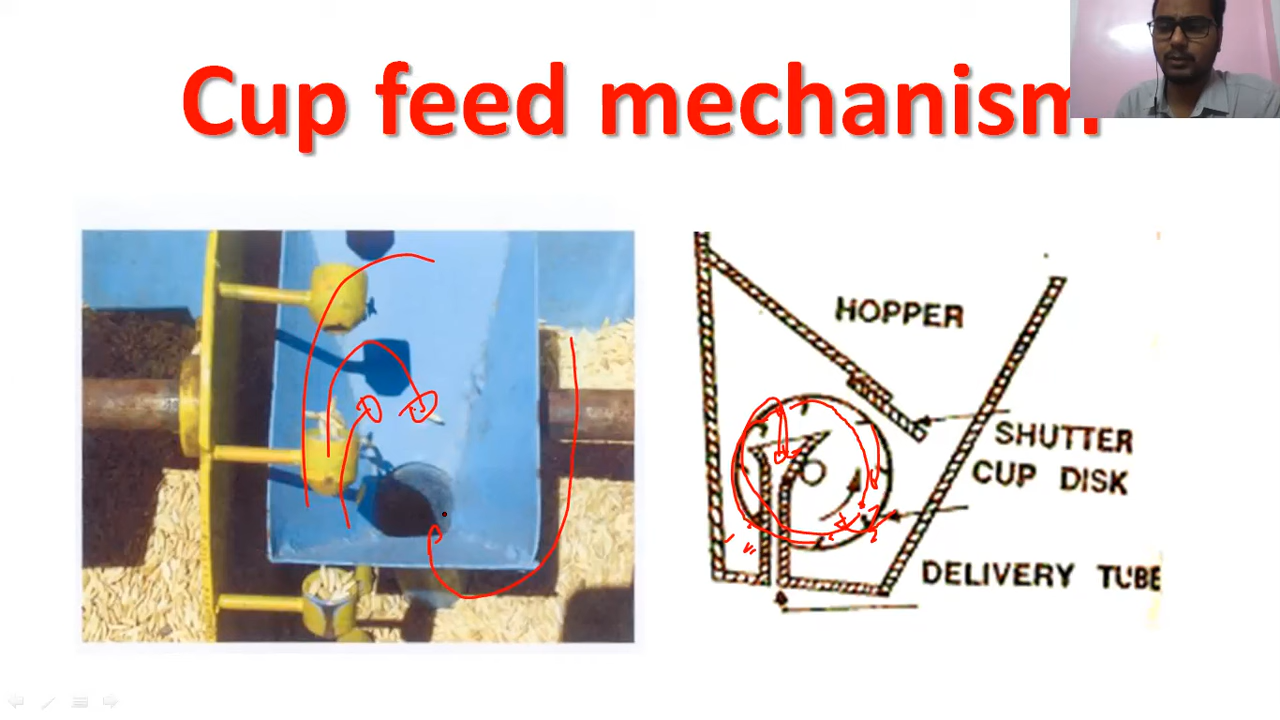 Cup feed mechanism
HOPPER
SHUTTER
CUP DISK
DELIVERY TUBE